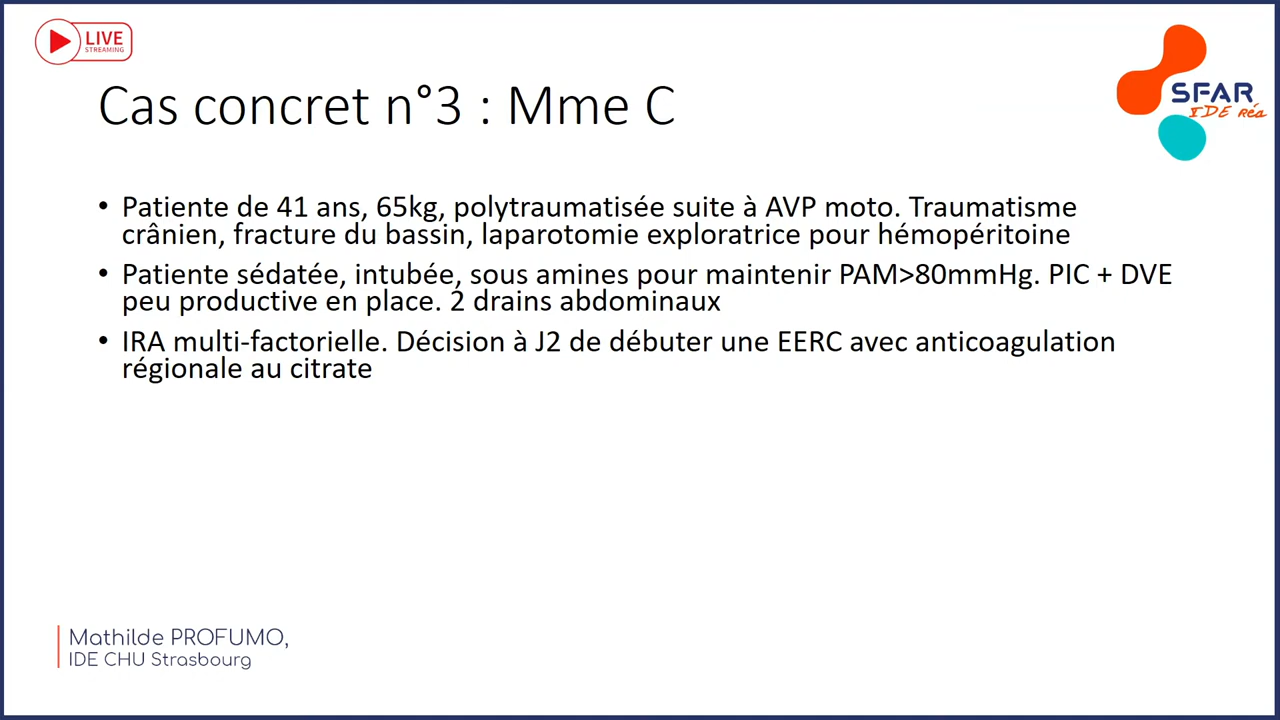 LIVE
STREAMING
SFAR
IDE Réa
Cas concret n°3 : Mme C
• Patiente de 41 ans, 65kg, polytraumatisée suite à AVP moto. Traumatisme
crânien, fracture du bassin, laparotomie exploratrice pour hémopéritoine
• Patiente sédatée, intubée, sous amines pour maintenir PAM>80mmHg. PIC + DVE
peu productive en place. 2 drains abdominaux
• IRA multi-factorielle. Décision à J2 de débuter une EERC avec anticoagulation
régionale au citrate
Mathilde PROFUMO,
IDE CHU Strasbourg